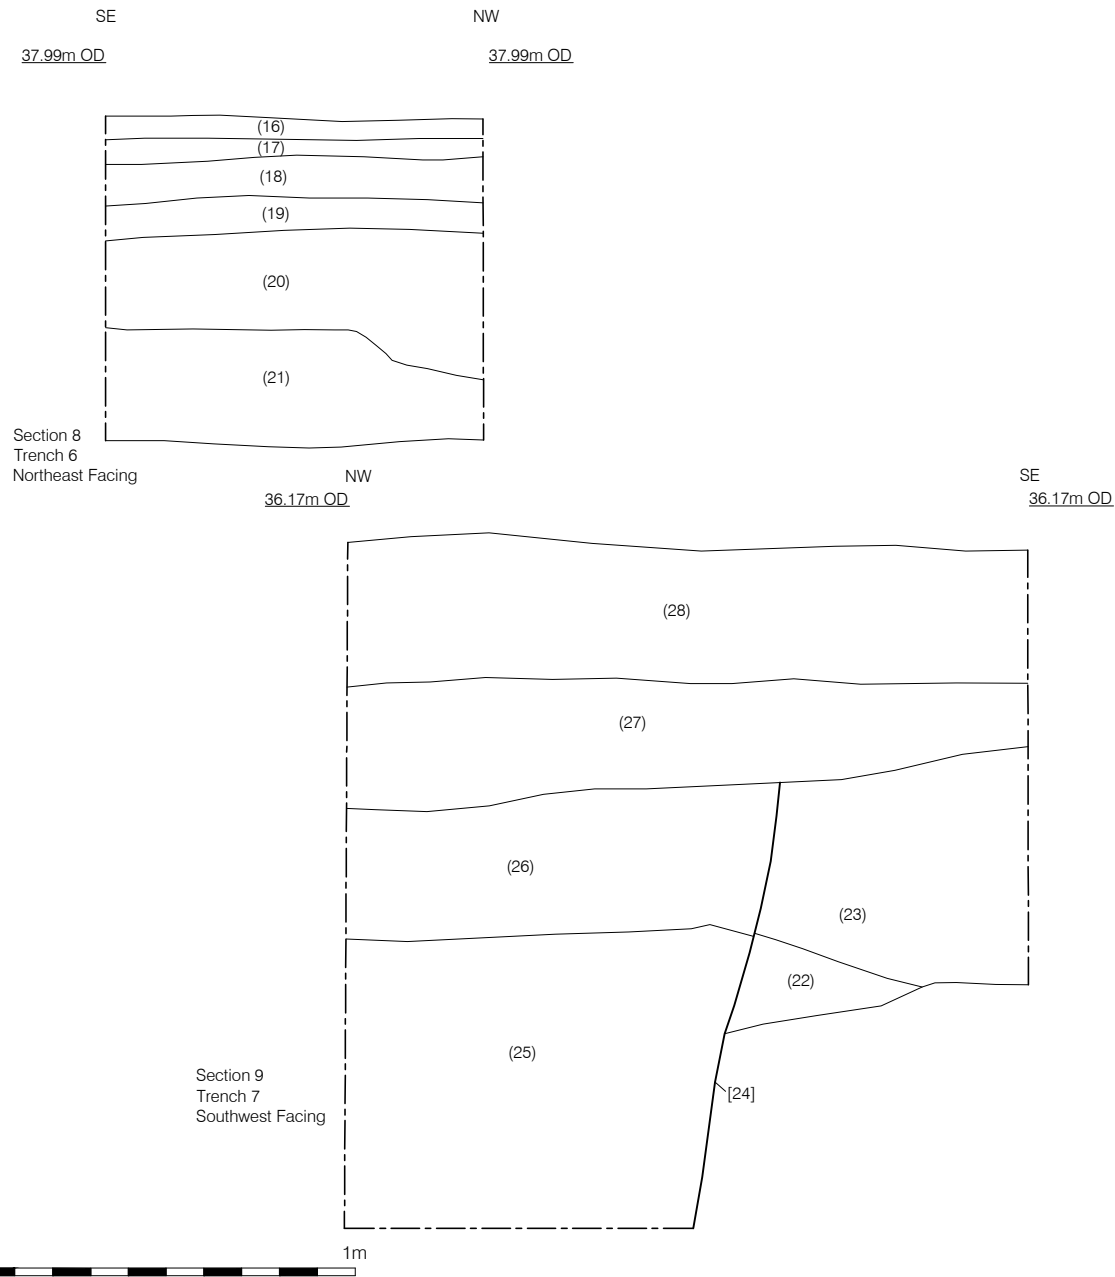 SE NW
37.99m OD 37.99m OD
(16)
(17)
(18)
(19)
(20)
(21)
Section 8
Trench 6
Northeast Facing
NW SE
36.17m OD 36.17m OD
(28)
(27)
(26)
(23)
(22)
(25)
[24]
Section 9
Trench 7
Southwest Facing
1m